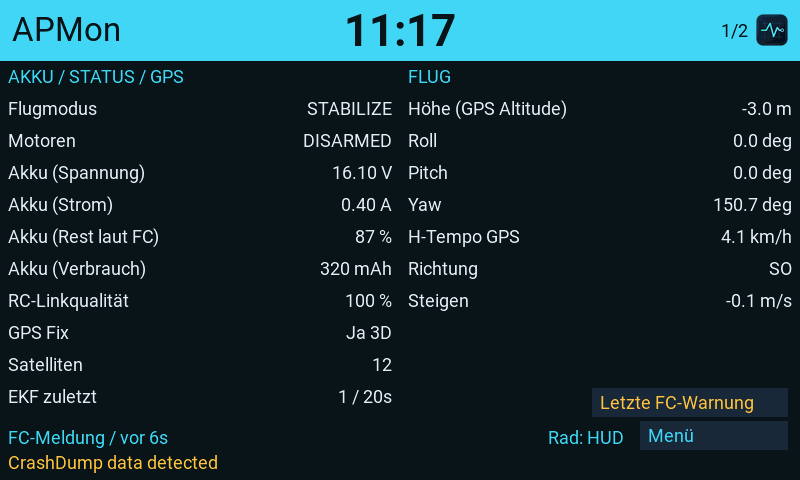 APMon 11:17 1/2
AKKU / STATUS / GPS
Flugmodus STABILIZE
Motoren DISARMED
Akku (Spannung) 16.10 V
Akku (Strom) 0.40 A
Akku (Rest laut FC) 87 %
Akku (Verbrauch) 320 mAh
RC-Linkqualität 100 %
GPS Fix Ja 3D
Satelliten 12
EKF zuletzt 1 / 20s
FLUG
Höhe (GPS Altitude) -3.0 m
Roll 0.0 deg
Pitch 0.0 deg
Yaw 150.7 deg
H-Tempo GPS 4.1 km/h
Richtung SO
Steigen -0.1 m/s
Letzte FC-Warnung
FC-Meldung / vor 6s
Rad: HUD Menü
CrashDump data detected